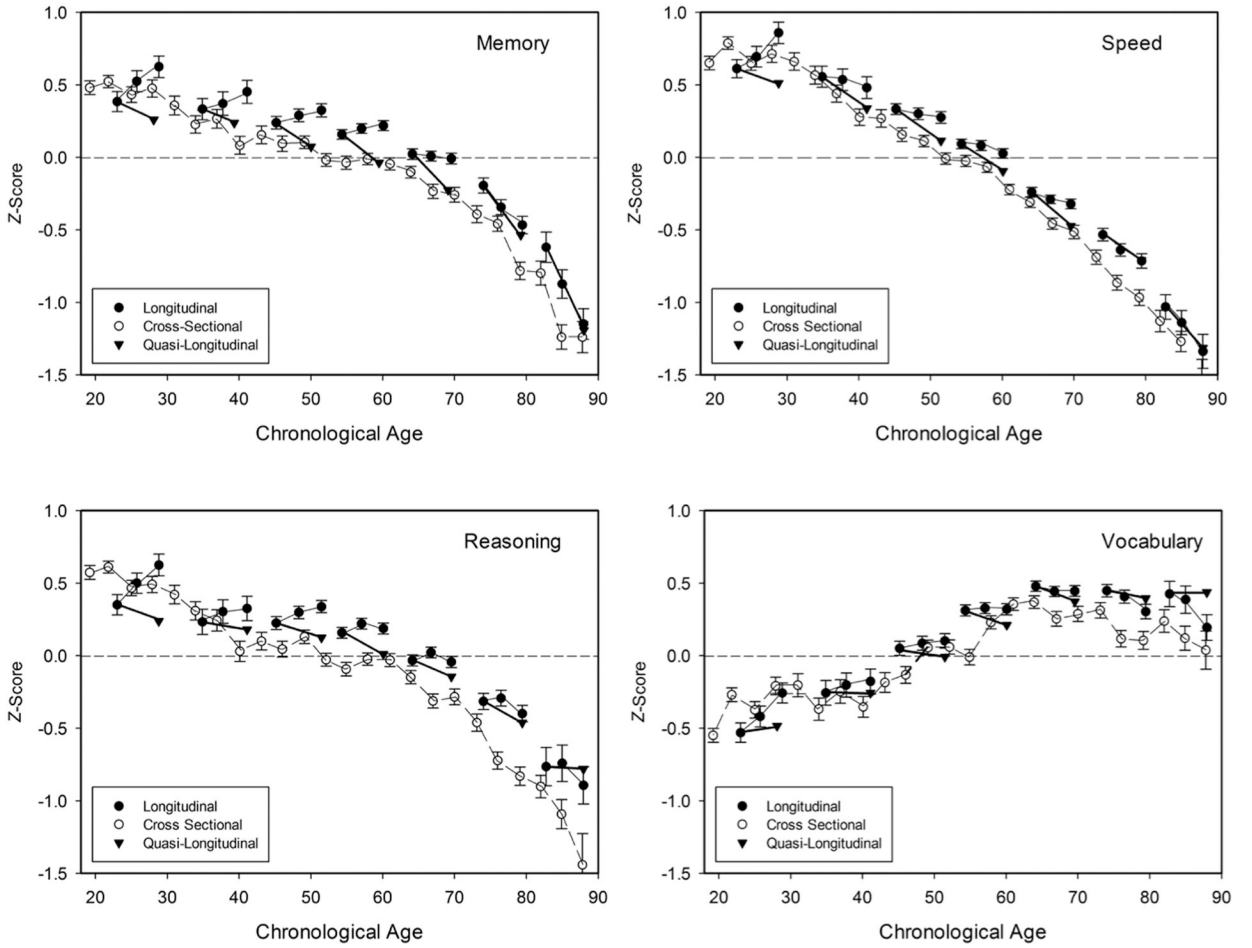 Memory
1.0
0.5
0.0
-0.5
-1.0
-1.5
Z-Score
Longitudinal
Cross-Sectional
Quasi-Longitudinal
20 30 40 50 60 70 80 90
Chronological Age
Speed
1.0
0.5
0.0
-0.5
-1.0
-1.5
Z-Score
Longitudinal
Cross Sectional
Quasi-Longitudinal
20 30 40 50 60 70 80 90
Chronological Age
Reasoning
1.0
0.5
0.0
-0.5
-1.0
-1.5
Z-Score
Longitudinal
Cross Sectional
Quasi-Longitudinal
20 30 40 50 60 70 80 90
Chronological Age
Vocabulary
1.0
0.5
0.0
-0.5
-1.0
-1.5
Z-Score
Longitudinal
Cross Sectional
Quasi-Longitudinal
20 30 40 50 60 70 80 90
Chronological Age